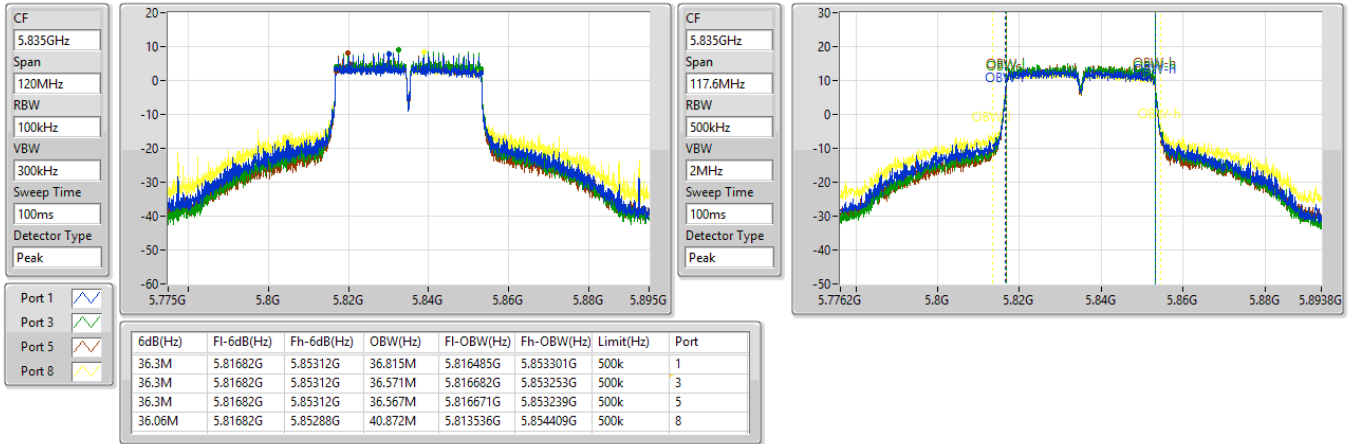 CF
5.835GHz
Span
120MHz
RBW
100kHz
VBW
300kHz
Sweep Time
100ms
Detector Type
Peak
20
10
0
-10
-20
-30
-40
-50
-60
5.775G 5.8G 5.82G 5.84G 5.86G 5.88G 5.895G
CF
5.835GHz
Span
117.6MHz
RBW
500kHz
VBW
2MHz
Sweep Time
100ms
Detector Type
Peak
30
20
10
0
-10
-20
-30
-40
-50
5.7762G 5.8G 5.82G 5.84G 5.86G 5.88G 5.8938G
OBW-l OBW-h
OBW-h
Port 1
Port 3
Port 5
Port 8
6dB(Hz) Fl-6dB(Hz) Fh-6dB(Hz) OBW(Hz) Fl-OBW(Hz) Fh-OBW(Hz) Limit(Hz) Port
36.3M 5.81682G 5.85312G 36.815M 5.816485G 5.853301G 500k 1
36.3M 5.81682G 5.85312G 36.571M 5.816682G 5.853253G 500k 3
36.3M 5.81682G 5.85312G 36.567M 5.816671G 5.853239G 500k 5
36.06M 5.81682G 5.85288G 40.872M 5.813536G 5.854409G 500k 8